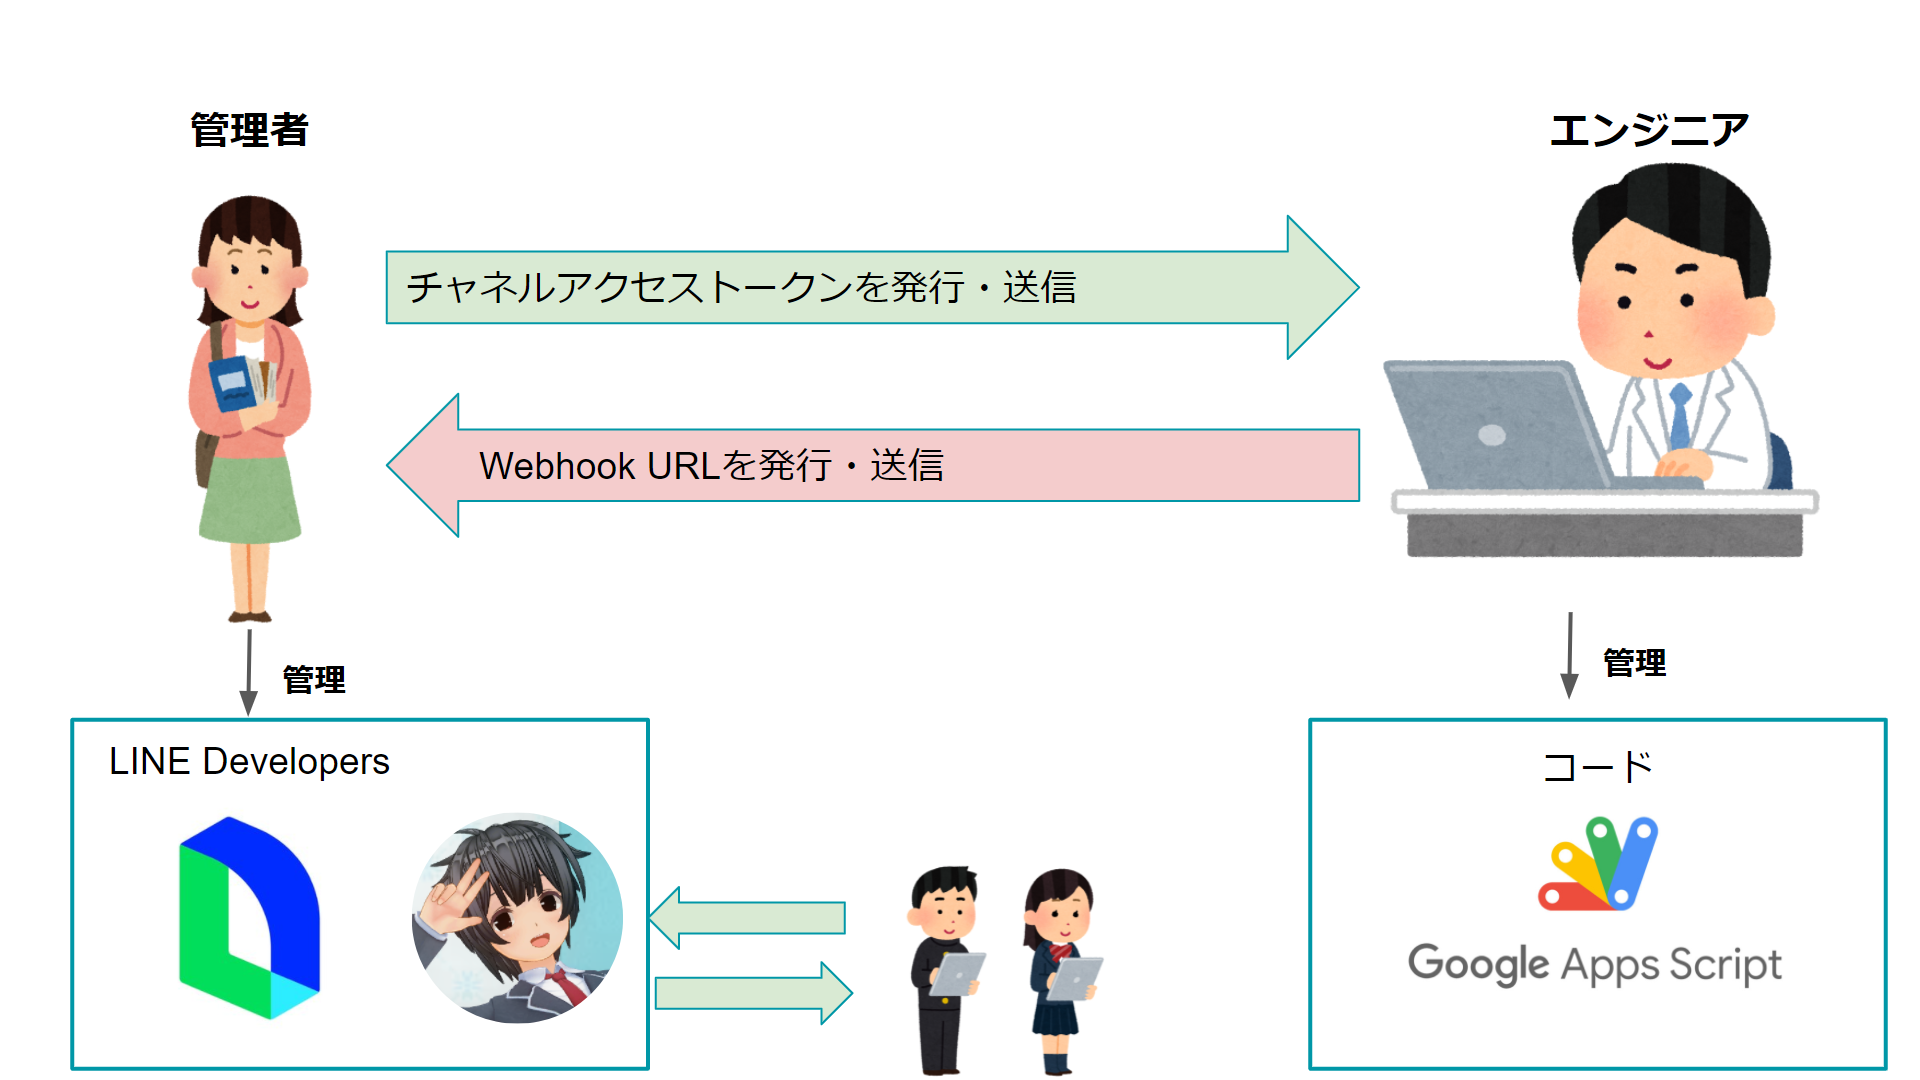 管理者
エンジニア
チャネルアクセストークンを発行・送信
Webhook URLを発行・送信
管理
管理
LINE Developers
コード
Google Apps Script